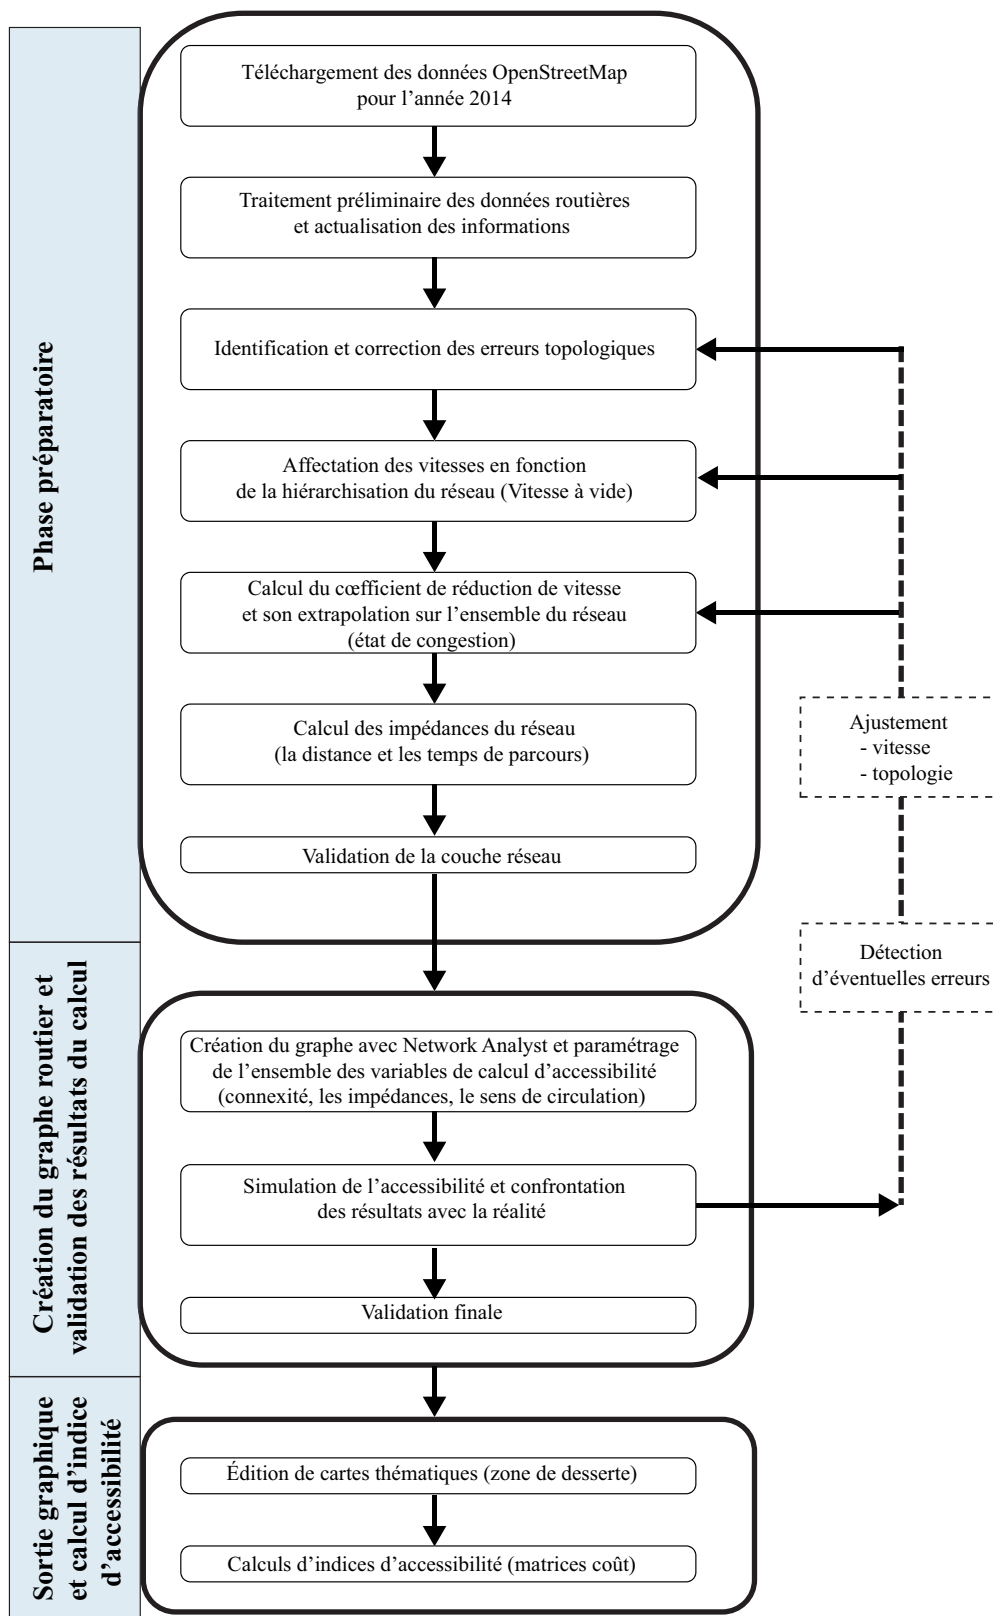 Phase préparatoire
Téléchargement des données OpenStreetMap
pour l'année 2014
Traitement préliminaire des données routières
et actualisation des informations
Identification et correction des erreurs topologiques
Affectation des vitesses en fonction
de la hiérarchisation du réseau (Vitesse à vide)
Calcul du cœfficient de réduction de vitesse
et son extrapolation sur l'ensemble du réseau
(état de congestion)
Calcul des impédances du réseau
(la distance et les temps de parcours)
Validation de la couche réseau
Ajustement
- vitesse
- topologie
Détection
d'éventuelles erreurs
Création du graphe routier et
validation des résultats du calcul
Création du graphe avec Network Analyst et paramétrage
de l'ensemble des variables de calcul d'accessibilité
(connexité, les impédances, le sens de circulation)
Simulation de l'accessibilité et confrontation
des résultats avec la réalité
Validation finale
Sortie graphique
et calcul d'indice
d'accessibilité
Édition de cartes thématiques (zone de desserte)
Calculs d'indices d'accessibilité (matrices coût)